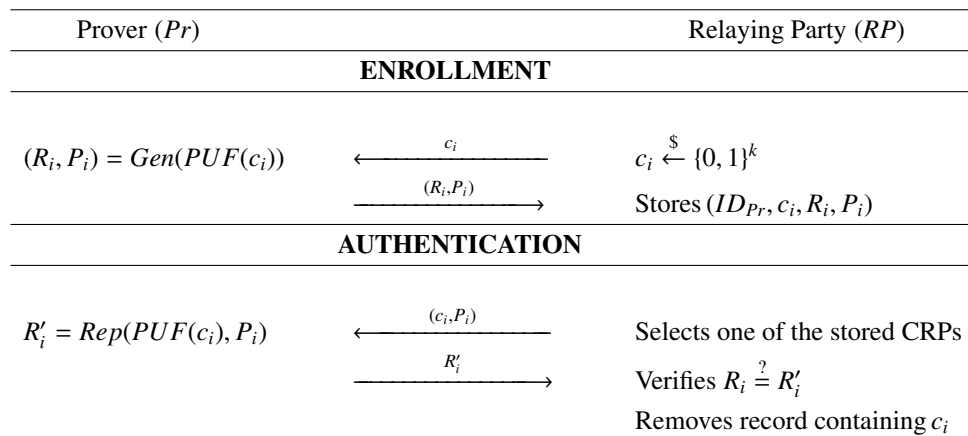 Prover (Pr) Relaying Party (RP)
ENROLLMENT
(R_i, P_i) = Gen(PUF(c_i)) c_i c_i $← {0, 1}^k
(R_i,P_i) Stores (ID_Pr, c_i, R_i, P_i)
AUTHENTICATION
R'_i = Rep(PUF(c_i), P_i) (c_i,P_i) Selects one of the stored CRPs
R'_i Verifies R_i ?= R'_i
Removes record containing c_i